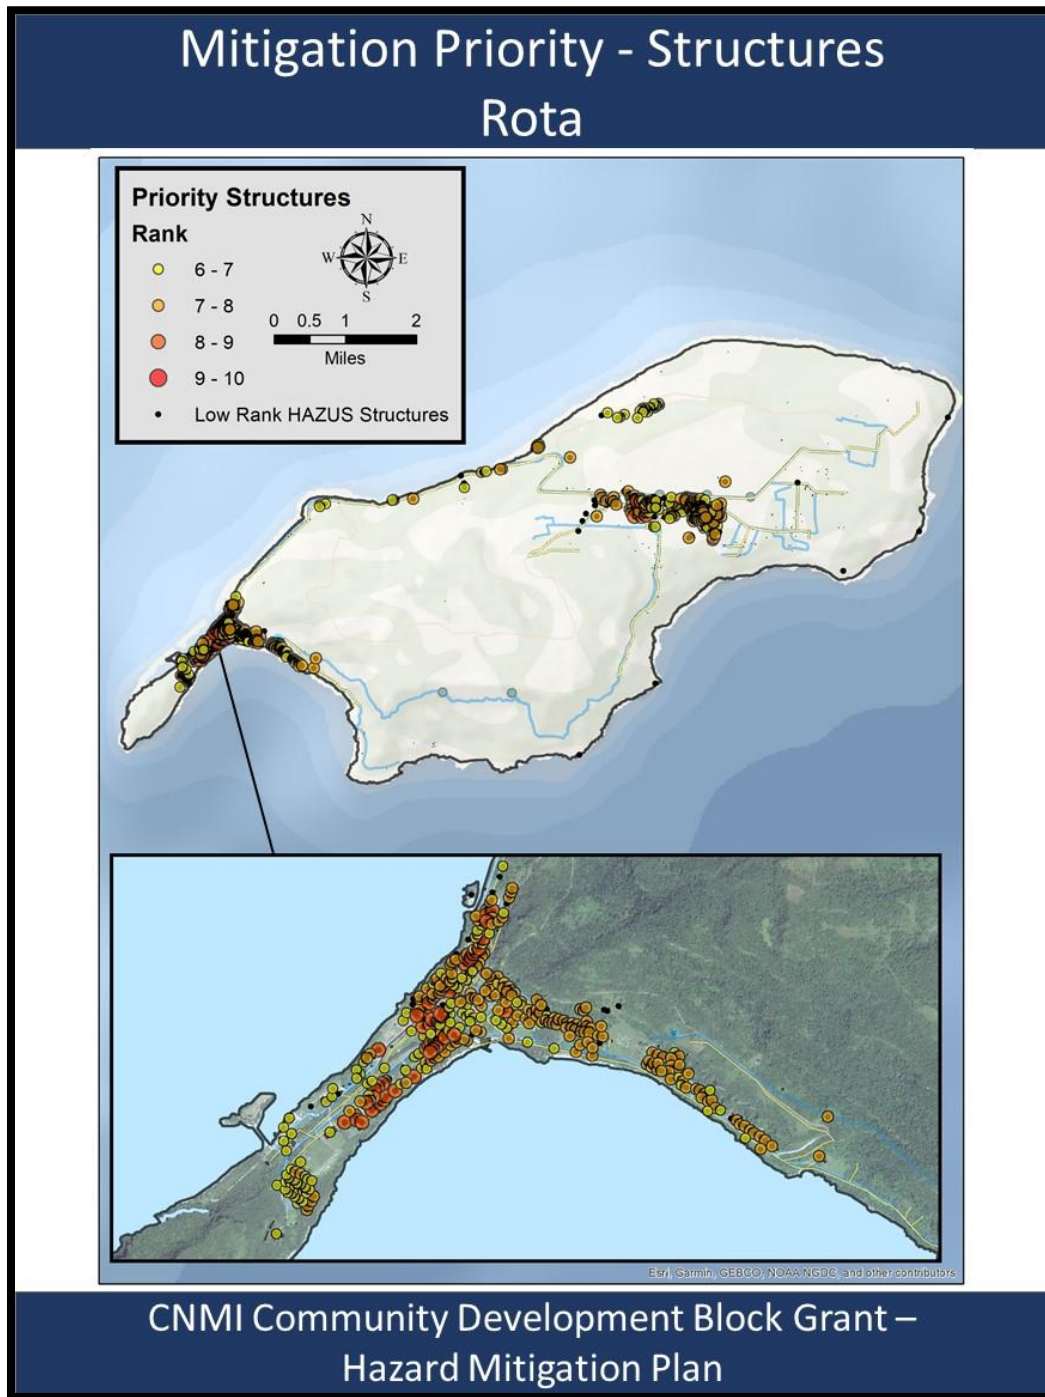 Mitigation Priority - Structures
Rota
Priority Structures
Rank
N
W
E
S
6 - 7
7 - 8
8 - 9
9 - 10
0 0.5 1 2
Miles
Low Rank HAZUS Structures
Esri, Garmin, GEBCO, NOAA NGDC, and other contributors
CNMI Community Development Block Grant –
Hazard Mitigation Plan